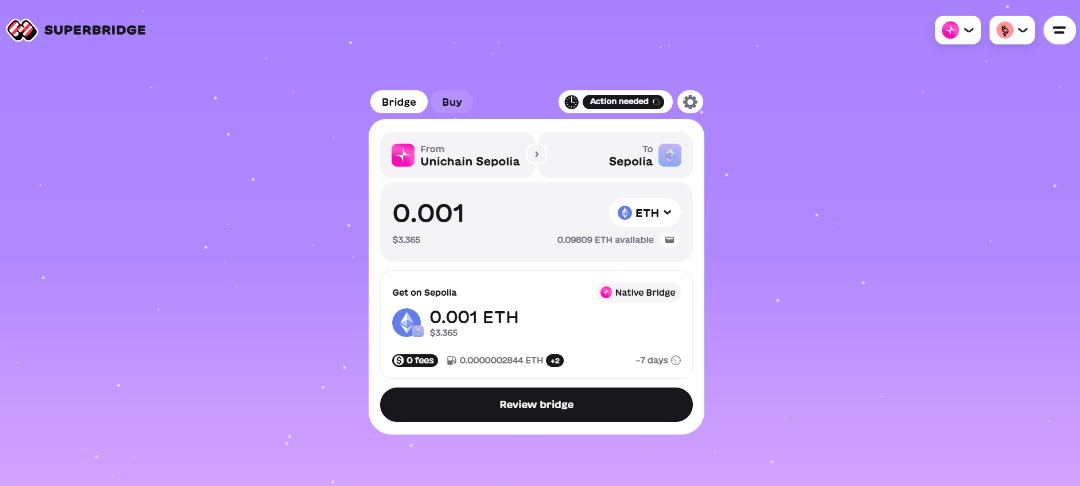 SUPERBRIDGE
Bridge Buy Action needed
From
Unichain Sepolia
To
Sepolia
0.001 ETH
$3.365 0.09809 ETH available
Get on Sepolia Native Bridge
0.001 ETH
$3.365
0 fees 0.0000002844 ETH +2 ~7 days
Review bridge